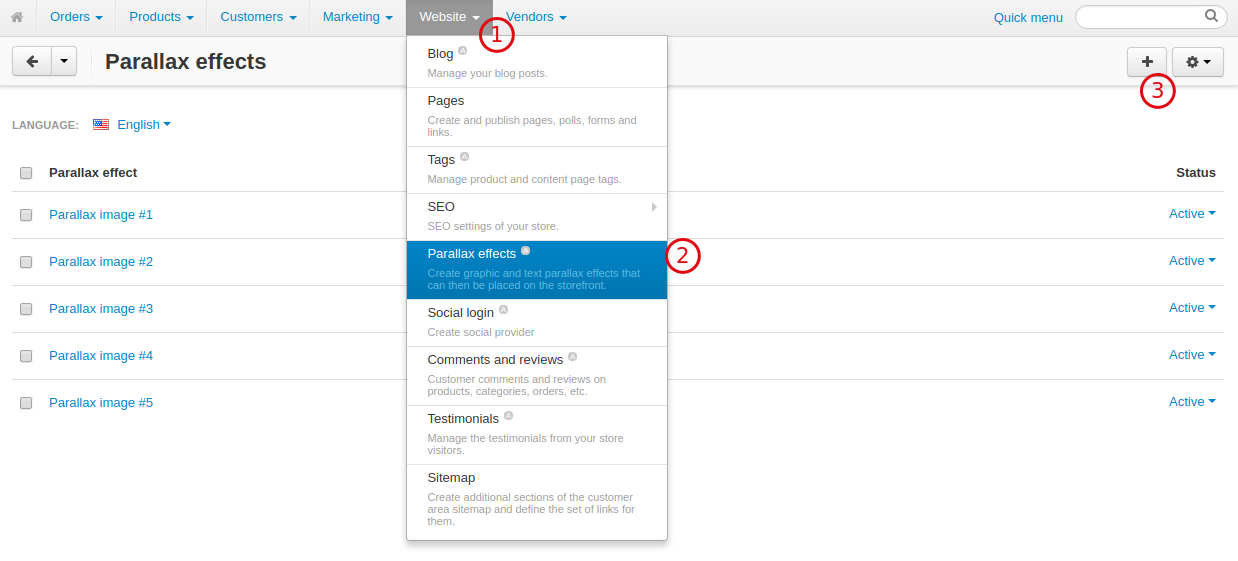 Orders Products Customers Marketing Website Vendors Quick menu
1
Parallax effects
3
LANGUAGE: English
Parallax effect Status
Parallax image #1 Active
Parallax image #2 Active
Parallax image #3 Active
Parallax image #4 Active
Parallax image #5 Active
Blog A
Manage your blog posts.
Pages
Create and publish pages, polls, forms and
links.
Tags A
Manage product and content page tags.
SEO
SEO settings of your store.
Parallax effects A
2
Create graphic and text parallax effects that
can then be placed on the storefront.
Social login A
Create social provider
Comments and reviews A
Customer comments and reviews on
products, categories, orders, etc.
Testimonials A
Manage the testimonials from your store
visitors.
Sitemap
Create additional sections of the customer
area sitemap and define the set of links for
them.